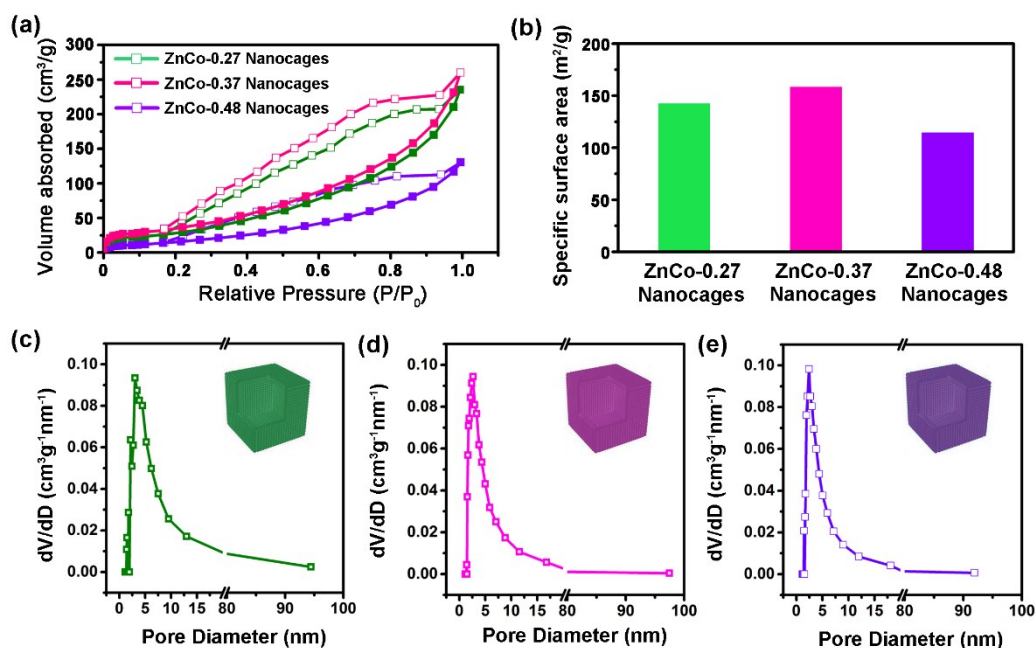 (a)
Volume absorbed (cm³/g)
300
250
200
150
100
50
0
ZnCo-0.27 Nanocages
ZnCo-0.37 Nanocages
ZnCo-0.48 Nanocages
0 0.2 0.4 0.6 0.8 1.0
Relative Pressure (P/P₀)
(b)
Specific surface area (m²/g)
200
150
100
50
0
ZnCo-0.27 ZnCo-0.37 ZnCo-0.48
Nanocages Nanocages Nanocages
(c)
dV/dD (cm³g⁻¹nm⁻¹)
0.10
0.08
0.06
0.04
0.02
0.00
0 5 10 15 80 90 100
Pore Diameter (nm)
(d)
dV/dD (cm³g⁻¹nm⁻¹)
0.10
0.08
0.06
0.04
0.02
0.00
0 5 10 15 80 90 100
Pore Diameter (nm)
(e)
dV/dD (cm³g⁻¹nm⁻¹)
0.10
0.08
0.06
0.04
0.02
0.00
0 5 10 15 80 90 100
Pore Diameter (nm)